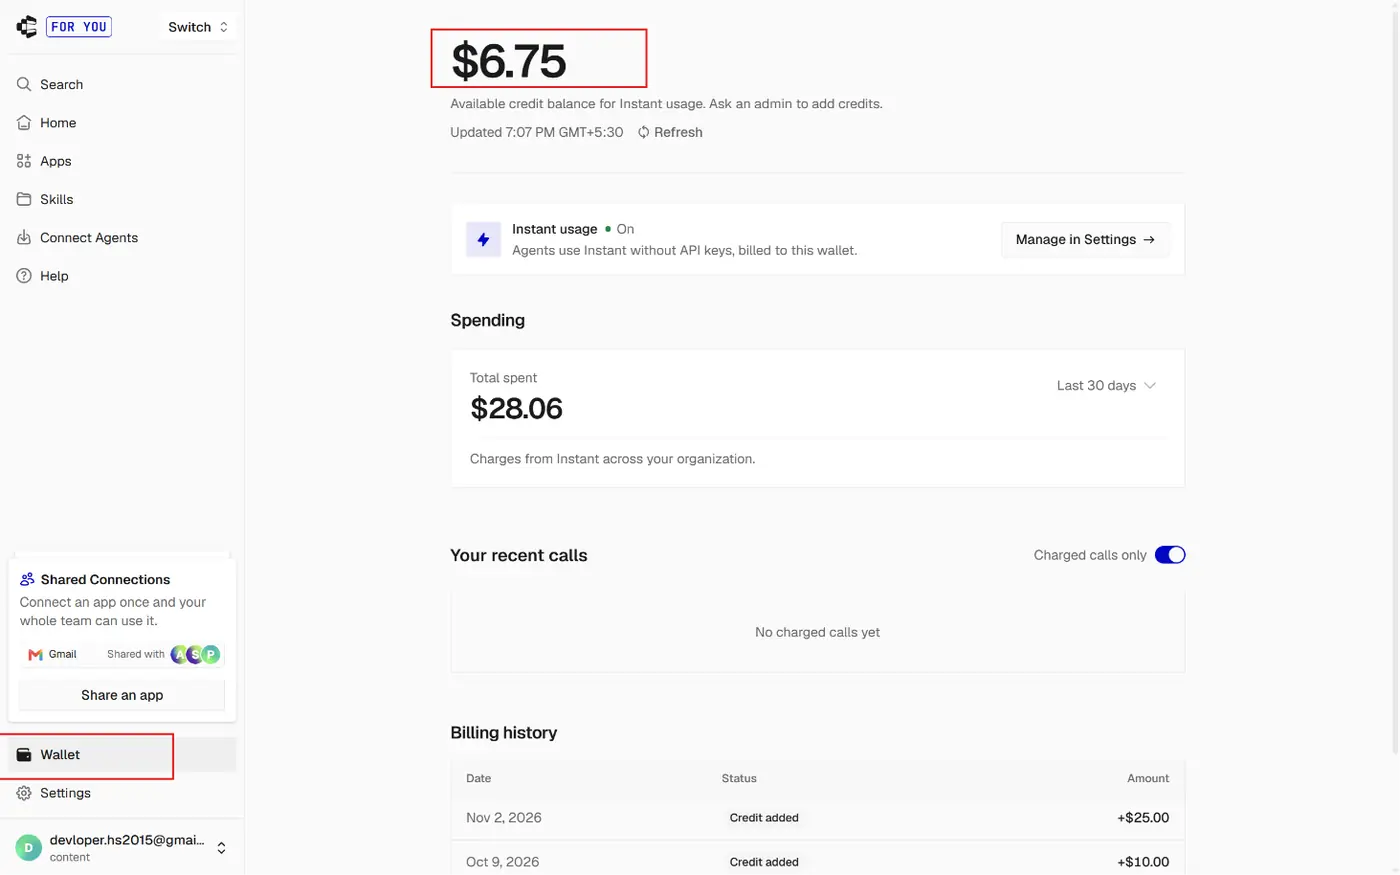 FOR YOU
Switch
Search
Home
Apps
Skills
Connect Agents
Help
Shared Connections
Connect an app once and your
whole team can use it.
Gmail Shared with A S P
Share an app
Wallet
Settings
D
devloper.hs2015@gmai...
content
$6.75
Available credit balance for Instant usage. Ask an admin to add credits.
Updated 7:07 PM GMT+5:30 Refresh
Instant usage On
Agents use Instant without API keys, billed to this wallet.
Manage in Settings →
Spending
Total spent
$28.06
Last 30 days
Charges from Instant across your organization.
Your recent calls
Charged calls only
No charged calls yet
Billing history
Date Status Amount
Nov 2, 2026 Credit added +$25.00
Oct 9, 2026 Credit added +$10.00